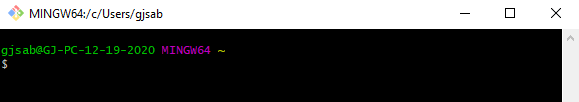 MINGW64:/c/Users/gjsab
gjsab@GJ-PC-12-19-2020 MINGW64 ~
$